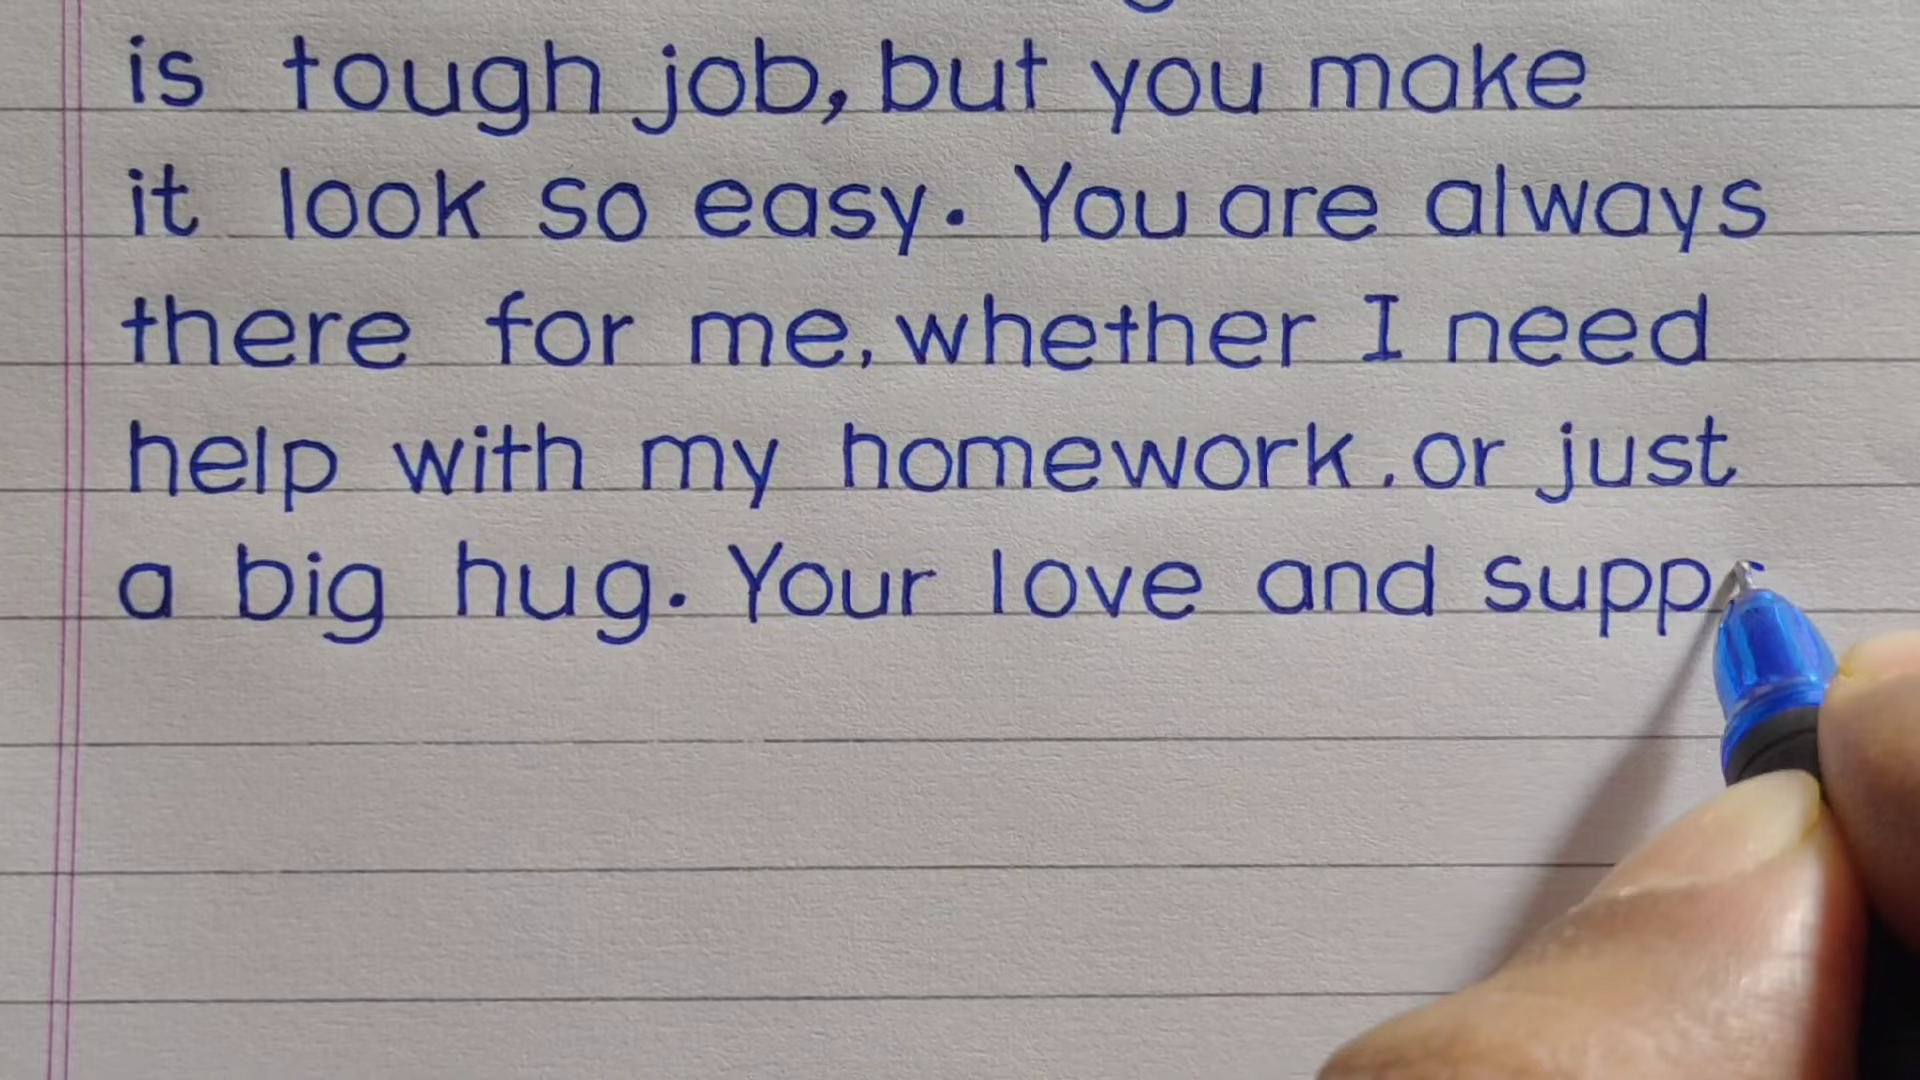 is tough job, but you make
it look so easy. You are always
there for me, whether I need
help with my homework, or just
a big hug. Your love and supp